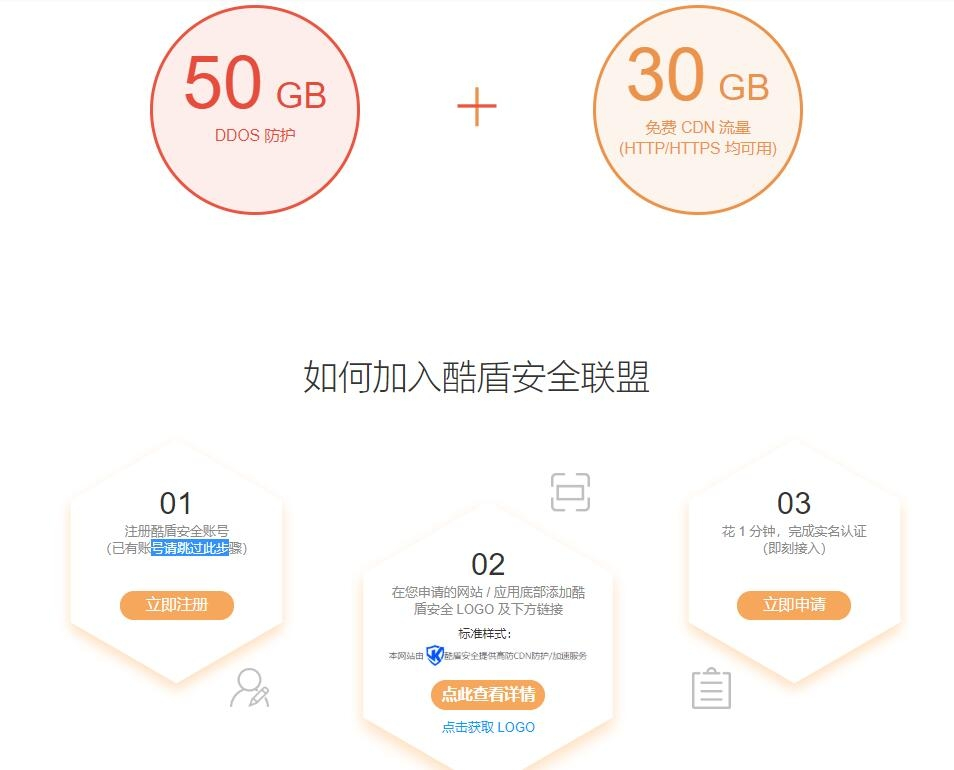 50 GB
DDOS 防护
+
30 GB
免费 CDN 流量
(HTTP/HTTPS 均可用)
如何加入酷盾安全联盟
01
注册酷盾安全账号
（已有账号请跳过此步骤）
立即注册
02
在您申请的网站 / 应用底部添加酷
盾安全 LOGO 及下方链接
标准样式：
本网站由 K 酷盾安全提供高防CDN防护/加速服务
点此查看详情
点击获取 LOGO
03
花 1 分钟，完成实名认证
（即刻接入）
立即申请